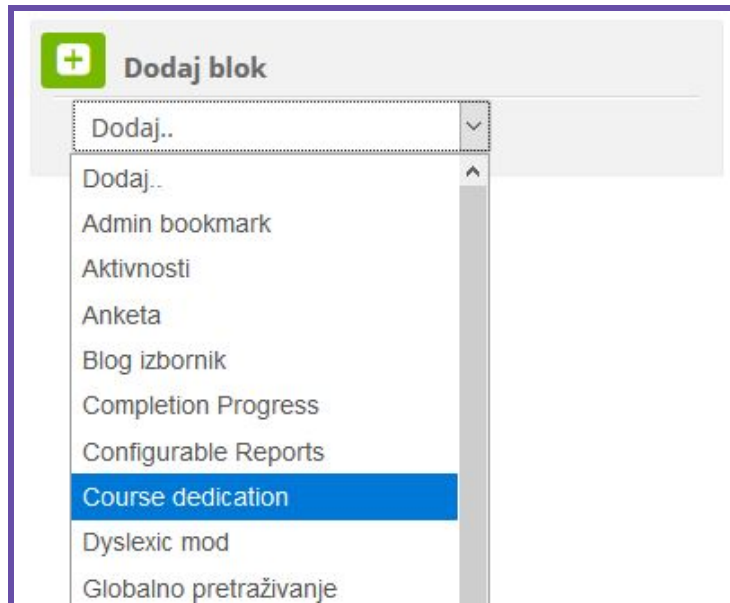 Dodaj blok
Dodaj..
Dodaj..
Admin bookmark
Aktivnosti
Anketa
Blog izbornik
Completion Progress
Configurable Reports
Course dedication
Dyslexic mod
Globalno pretraživanje